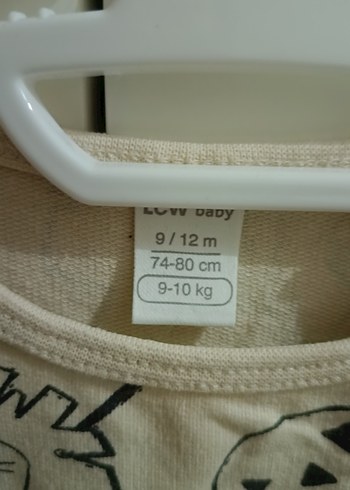 LCW baby
9 / 12 m
74-80 cm
9-10 kg